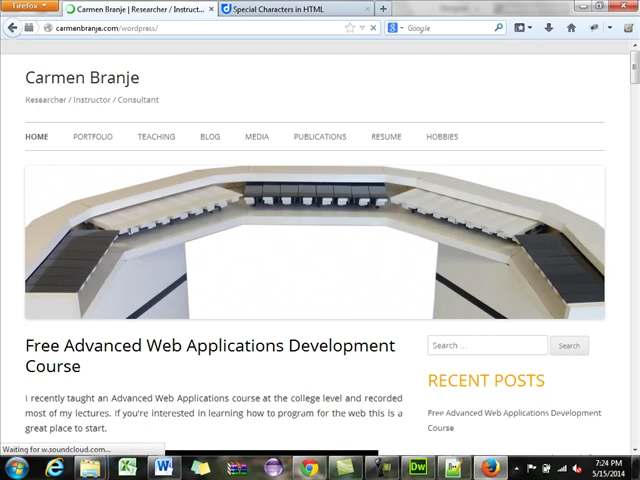 Firefox
Carmen Branje | Researcher / Instruct...
Special Characters in HTML
carmenbranje.com/wordpress/
Google
Carmen Branje
Researcher / Instructor / Consultant
HOME PORTFOLIO TEACHING BLOG MEDIA PUBLICATIONS RESUME HOBBIES
Free Advanced Web Applications Development
Course
I recently taught an Advanced Web Applications course at the college level and recorded
most of my lectures. If you're interested in learning how to program for the web this is a
great place to start.
Search ...
Search
RECENT POSTS
Free Advanced Web Applications Development
Course
Waiting for w.soundcloud.com...
Dw
7:24 PM
5/15/2014